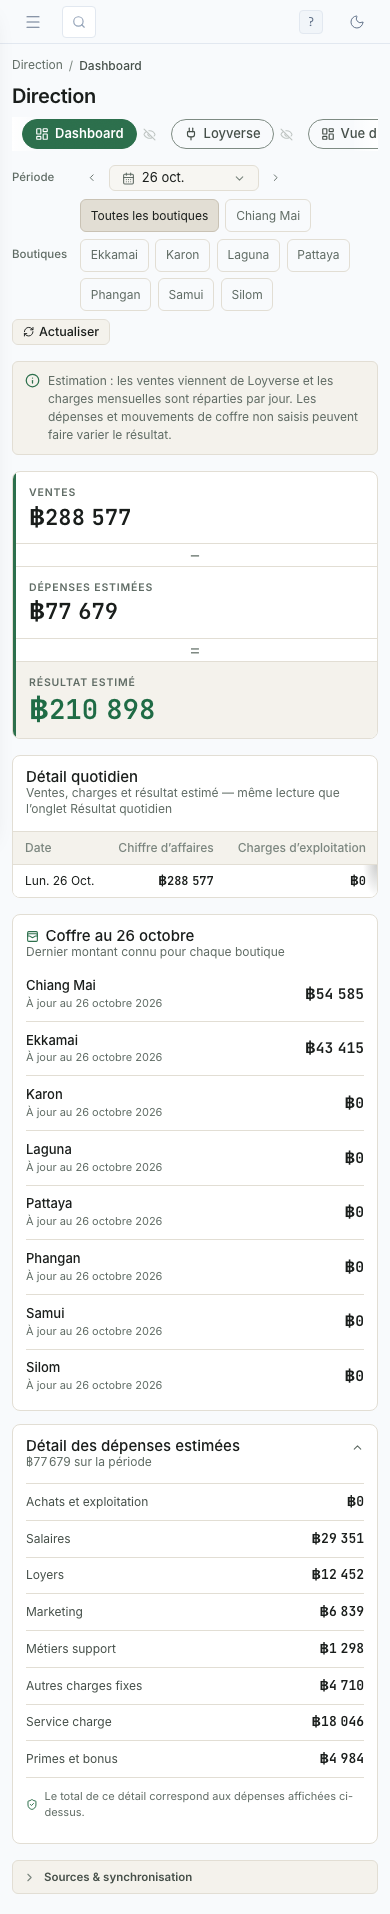 ?
Direction / Dashboard
Direction
Dashboard Loyverse Vue d
Période 26 oct.
Toutes les boutiques Chiang Mai
Boutiques Ekkamai Karon Laguna Pattaya
Phangan Samui Silom
Actualiser
Estimation : les ventes viennent de Loyverse et les
charges mensuelles sont réparties par jour. Les
dépenses et mouvements de coffre non saisis peuvent
faire varier le résultat.
VENTES
฿288 577
−
DÉPENSES ESTIMÉES
฿77 679
=
RÉSULTAT ESTIMÉ
฿210 898
Détail quotidien
Ventes, charges et résultat estimé — même lecture que
l’onglet Résultat quotidien
Date Chiffre d’affaires Charges d’exploitation
Lun. 26 Oct. ฿288 577 ฿0
Coffre au 26 octobre
Dernier montant connu pour chaque boutique
Chiang Mai ฿54 585
À jour au 26 octobre 2026
Ekkamai ฿43 415
À jour au 26 octobre 2026
Karon ฿0
À jour au 26 octobre 2026
Laguna ฿0
À jour au 26 octobre 2026
Pattaya ฿0
À jour au 26 octobre 2026
Phangan ฿0
À jour au 26 octobre 2026
Samui ฿0
À jour au 26 octobre 2026
Silom ฿0
À jour au 26 octobre 2026
Détail des dépenses estimées
฿77 679 sur la période
Achats et exploitation ฿0
Salaires ฿29 351
Loyers ฿12 452
Marketing ฿6 839
Métiers support ฿1 298
Autres charges fixes ฿4 710
Service charge ฿18 046
Primes et bonus ฿4 984
Le total de ce détail correspond aux dépenses affichées ci-
dessus.
Sources & synchronisation